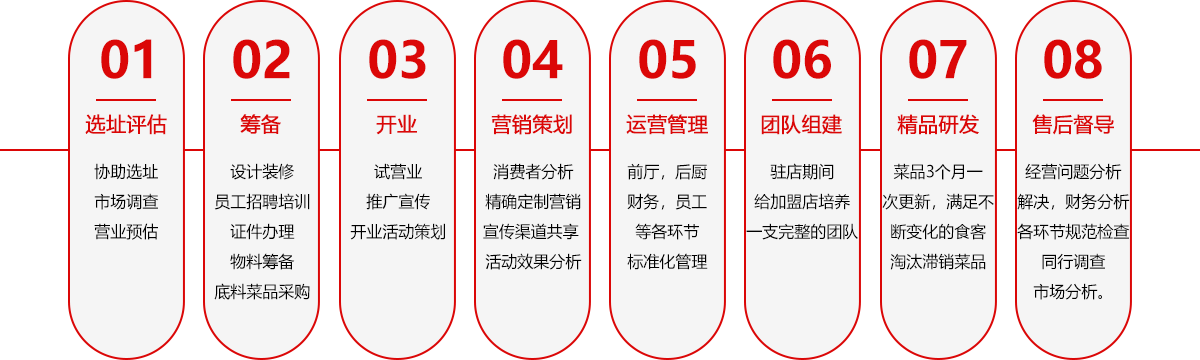 01
选址评估
协助选址
市场调查
营业预估
02
筹备
设计装修
员工招聘培训
证件办理
物料筹备
底料菜品采购
03
开业
试营业
推广宣传
开业活动策划
04
营销策划
消费者分析
精确定制营销
宣传渠道共享
活动效果分析
05
运营管理
前厅，后厨
财务，员工
等各环节
标准化管理
06
团队组建
驻店期间
给加盟店培养
一支完整的团队
07
精品研发
菜品3个月一
次更新，满足不
断变化的食客
淘汰滞销菜品
08
售后督导
经营问题分析
解决，财务分析
各环节规范检查
同行调查
市场分析。